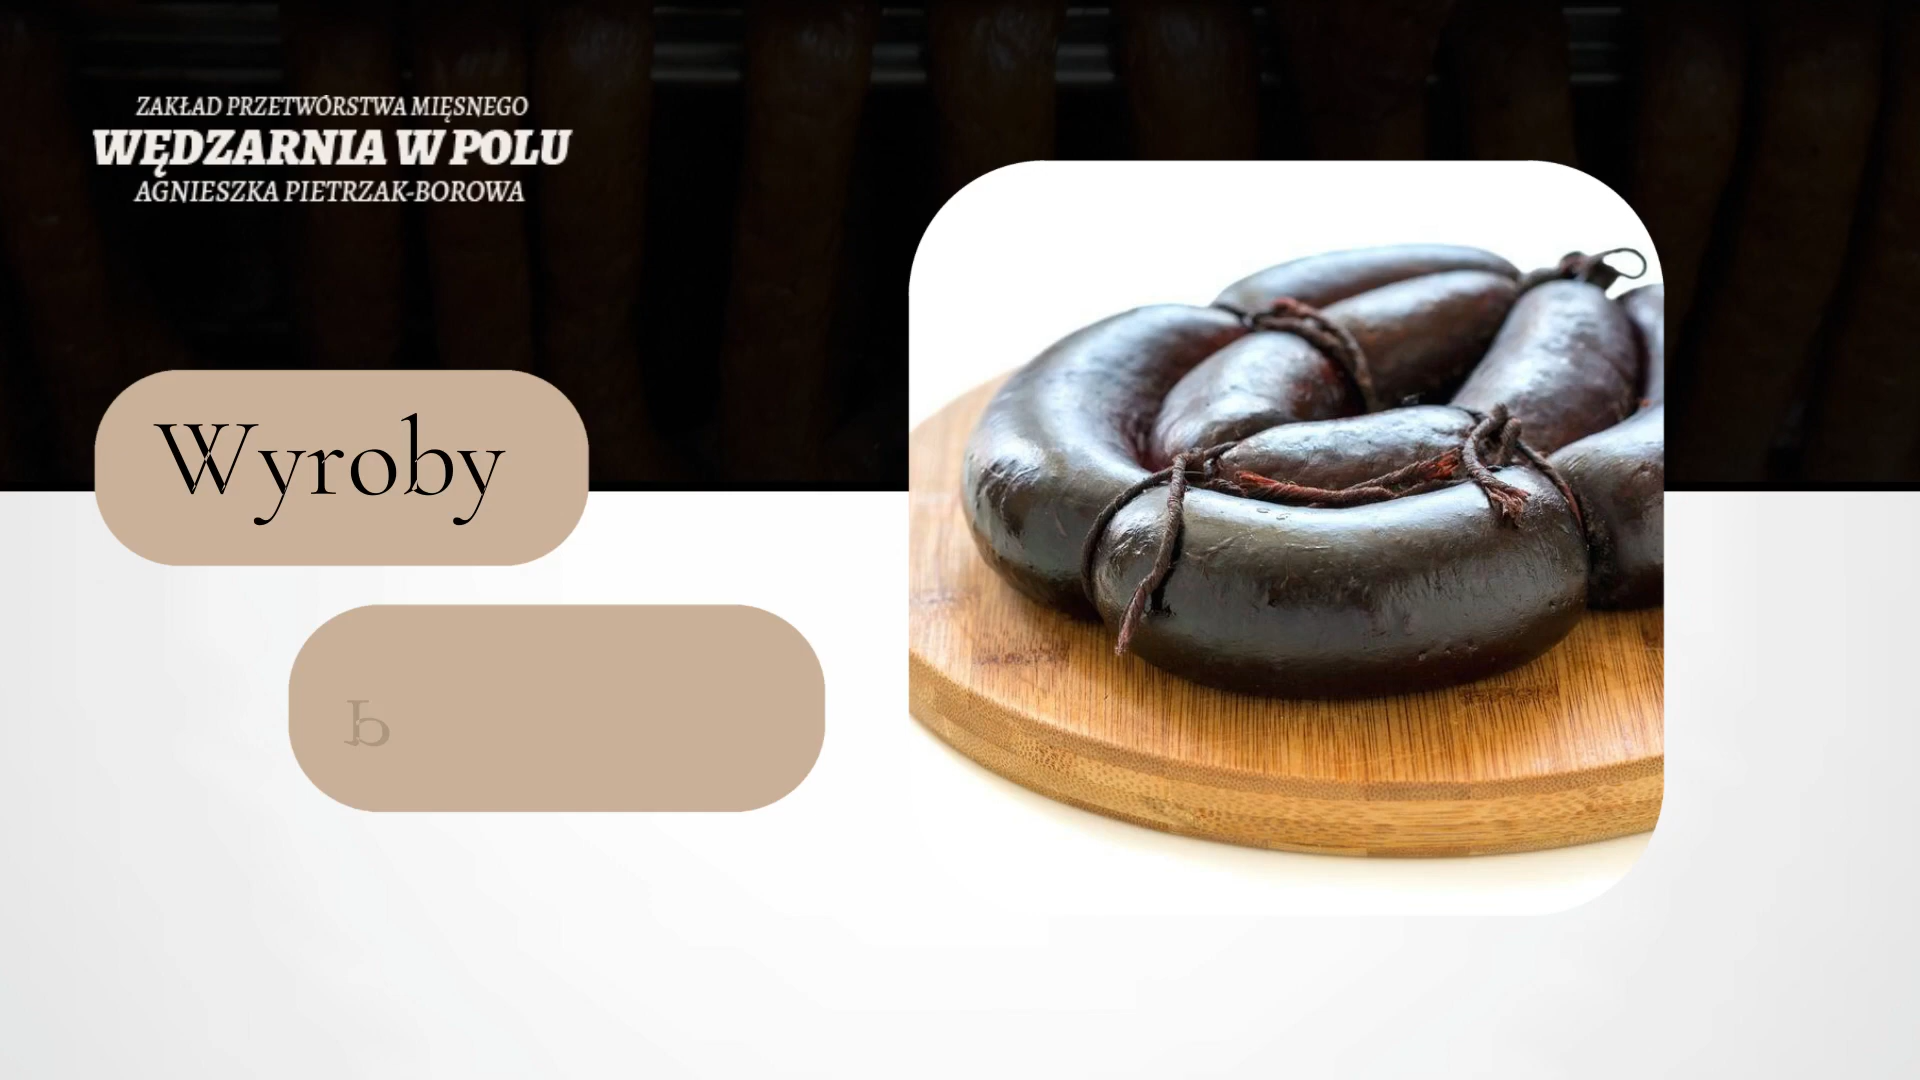 ZAKŁAD PRZETWÓRSTWA MIĘSNEGO
WĘDZARNIA W POLU
AGNIESZKA PIETRZAK-BOROWA
Wyroby